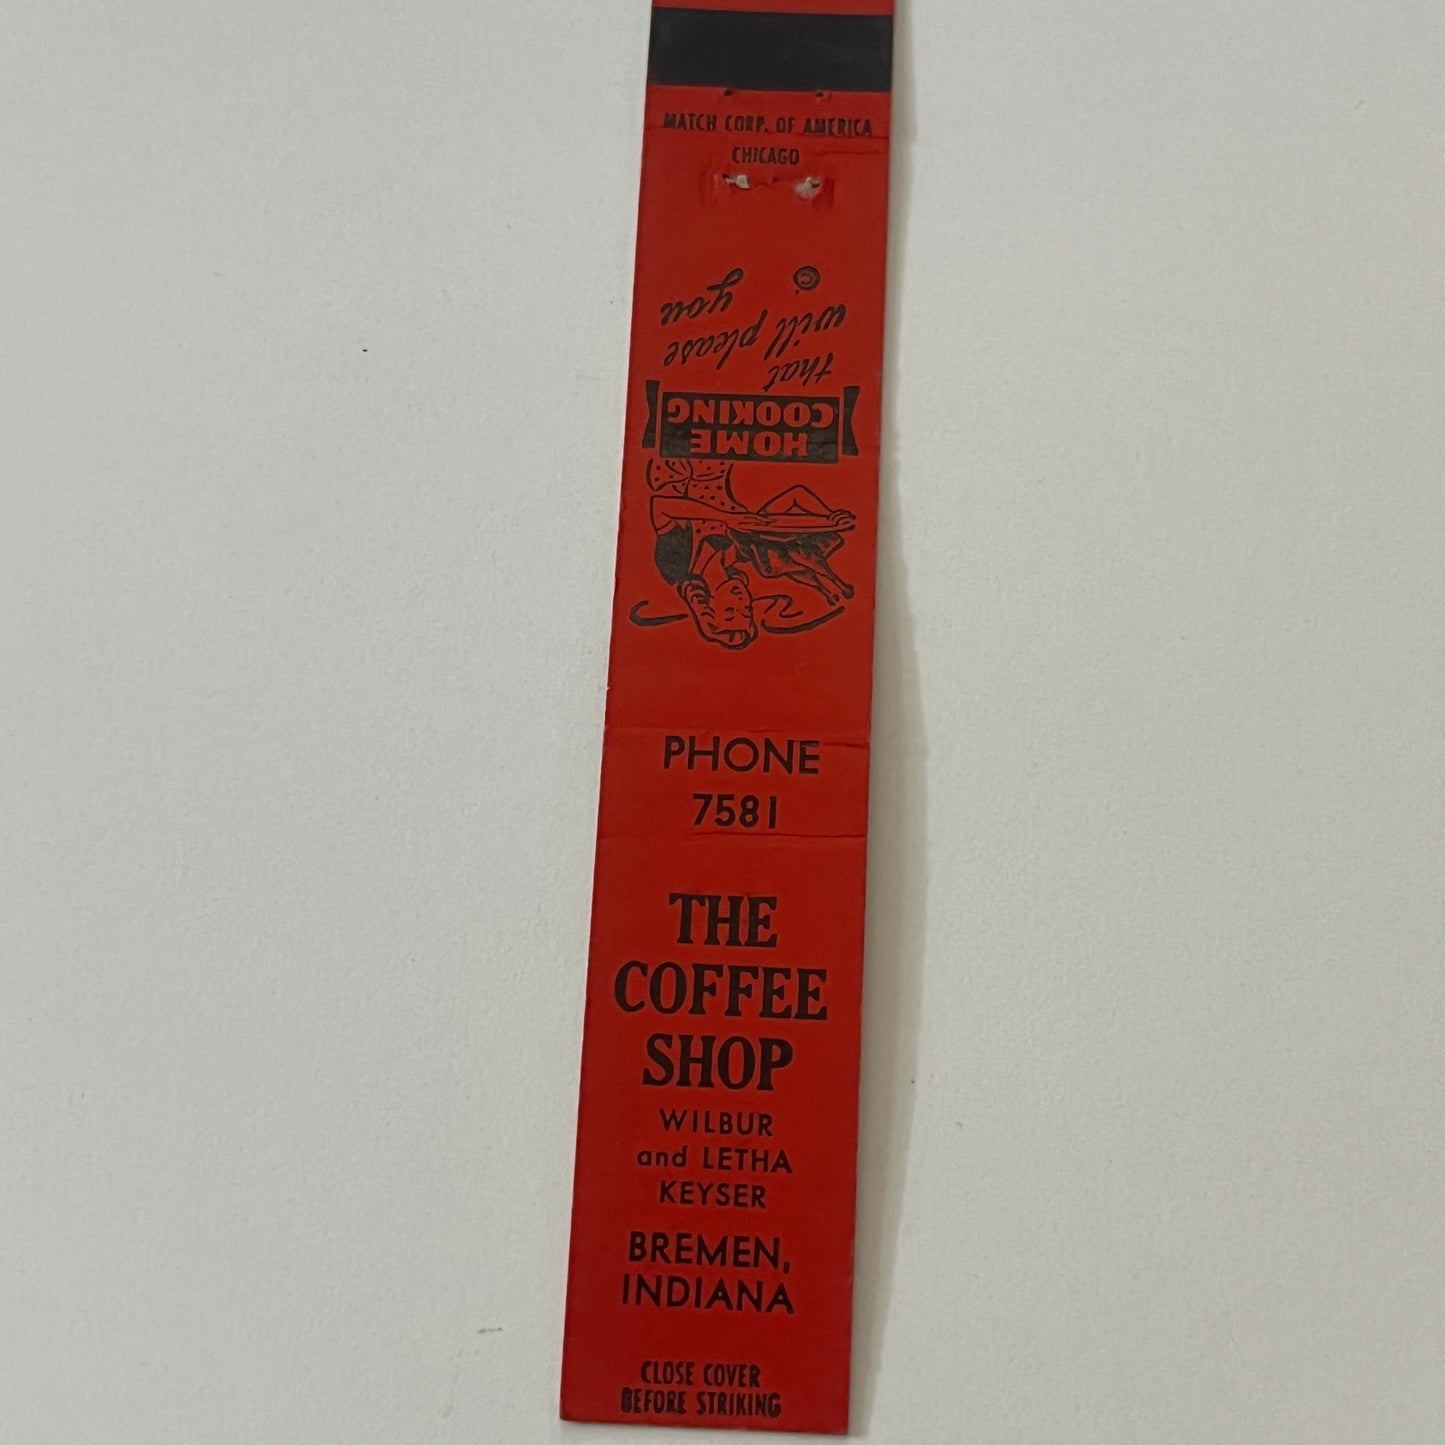 MATCH CORP. OF AMERICA
CHICAGO
HOME
COOKING
that
will please
you
©
PHONE
7581
THE
COFFEE
SHOP
WILBUR
and LETHA
KEYSER
BREMEN,
INDIANA
CLOSE COVER
BEFORE STRIKING